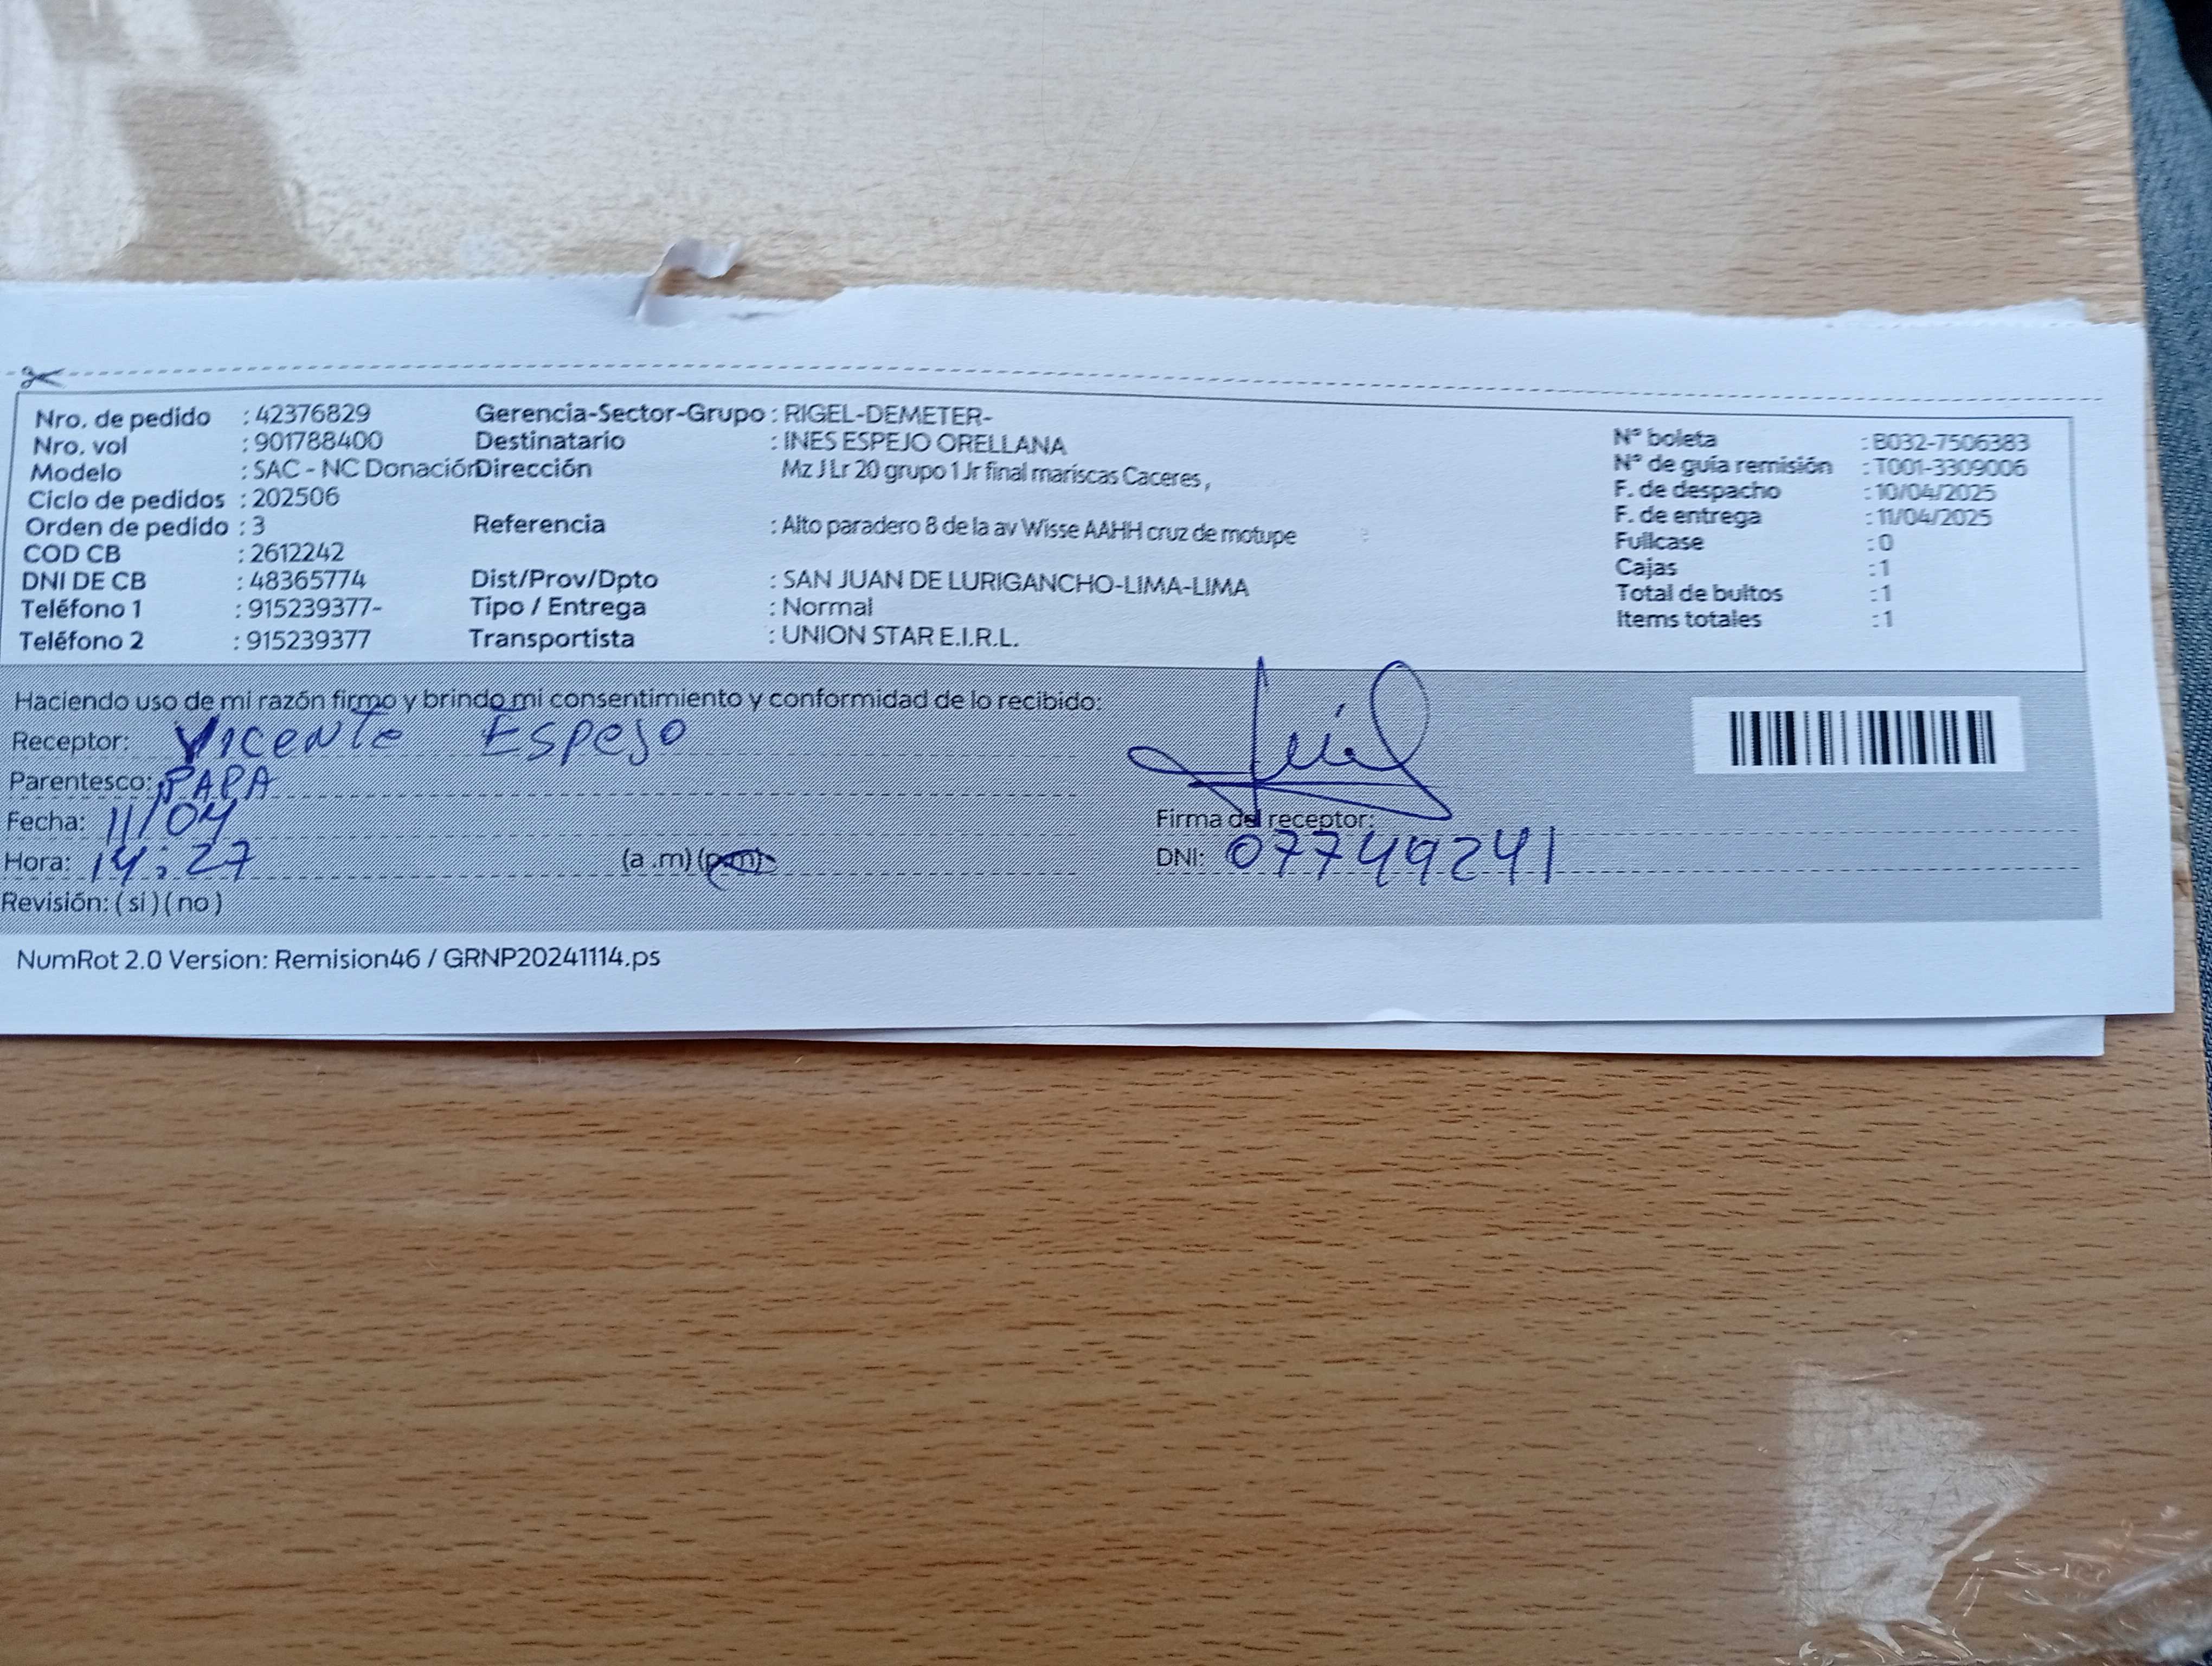 Nro. de pedido : 42376829 Gerencia-Sector-Grupo : RIGEL-DEMETER-
Nro. vol : 901788400 Destinatario : INES ESPEJO ORELLANA Nº boleta : B032-7506383
Modelo : SAC - NC Donación Dirección Mz J Lr 20 grupo 1 Jr final mariscas Caceres , Nº de guía remisión : T001-3309006
Ciclo de pedidos : 202506 F. de despacho : 10/04/2025
Orden de pedido : 3 Referencia : Alto paradero 8 de la av Wisse AAHH cruz de motupe F. de entrega : 11/04/2025
COD CB : 2612242 Fullcase : 0
DNI DE CB : 48365774 Dist/Prov/Dpto : SAN JUAN DE LURIGANCHO-LIMA-LIMA Cajas : 1
Teléfono 1 : 915239377- Tipo / Entrega : Normal Total de bultos : 1
Teléfono 2 : 915239377 Transportista : UNION STAR E.I.R.L. Items totales : 1
Haciendo uso de mi razón firmo y brindo mi consentimiento y conformidad de lo recibido:
Receptor: Vicente Espejo
Parentesco: PAPA
Fecha: 11/04 Firma del receptor:
Hora: 14:27 (a .m) (p.m) DNI: 07749241
Revisión: ( si ) ( no )
NumRot 2.0 Version: Remision46 / GRNP20241114.ps